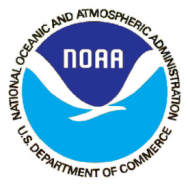 NATIONAL OCEANIC AND ATMOSPHERIC ADMINISTRATION
NOAA
U.S. DEPARTMENT OF COMMERCE